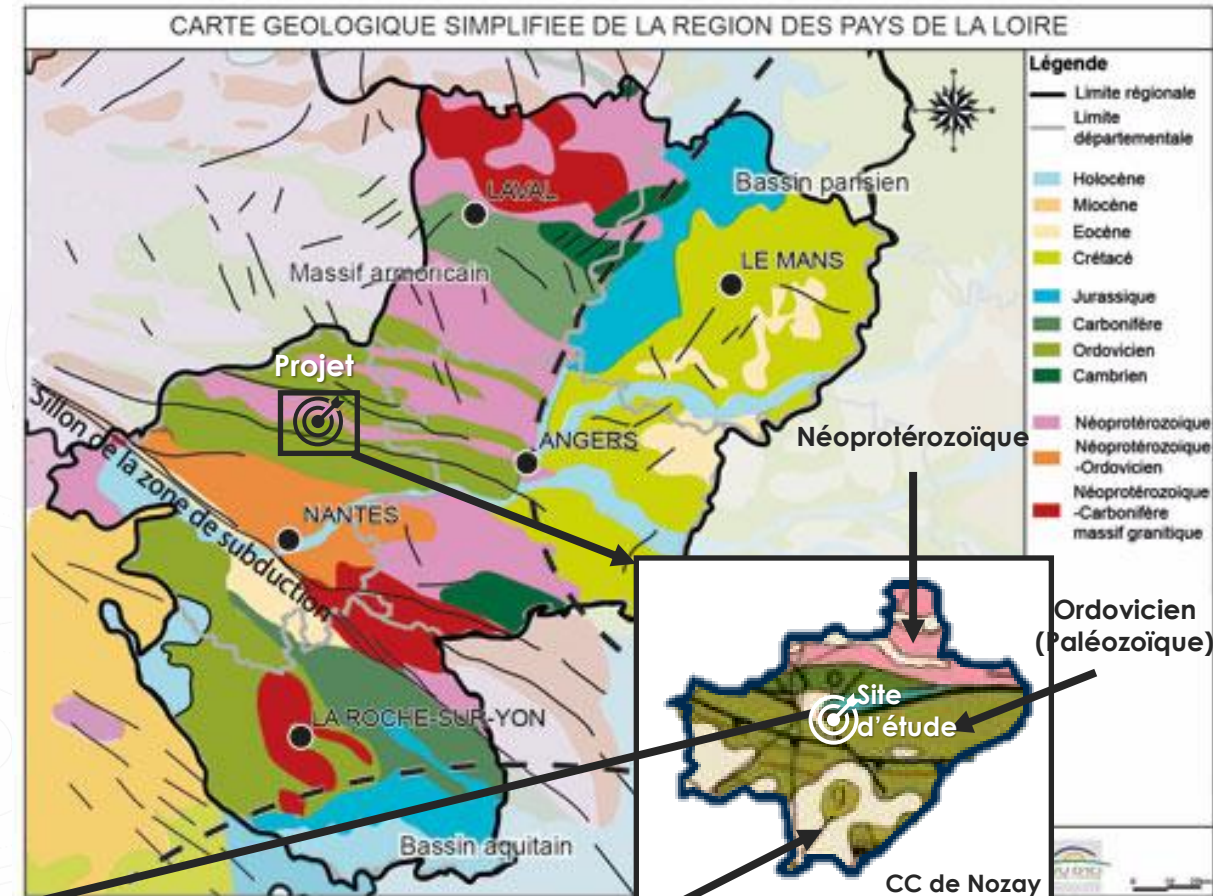 CARTE GEOLOGIQUE SIMPLIFIEE DE LA REGION DES PAYS DE LA LOIRE
Légende
Limite régionale
Limite
départementale
Holocène
Miocène
Eocène
Crétacé
Jurassique
Carbonifère
Ordovicien
Cambrien
Néoprotérozoïque
Néoprotérozoïque
-Ordovicien
Néoprotérozoïque
-Carbonifère
massif granitique
Bassin parisien
LAVAL
LE MANS
Massif armoricain
Projet
Sillon de la zone de subduction
ANGERS
NANTES
LA ROCHE-SUR-YON
Bassin aquitain
Néoprotérozoïque
Ordovicien
(Paléozoïque)
Site
d'étude
CC de Nozay